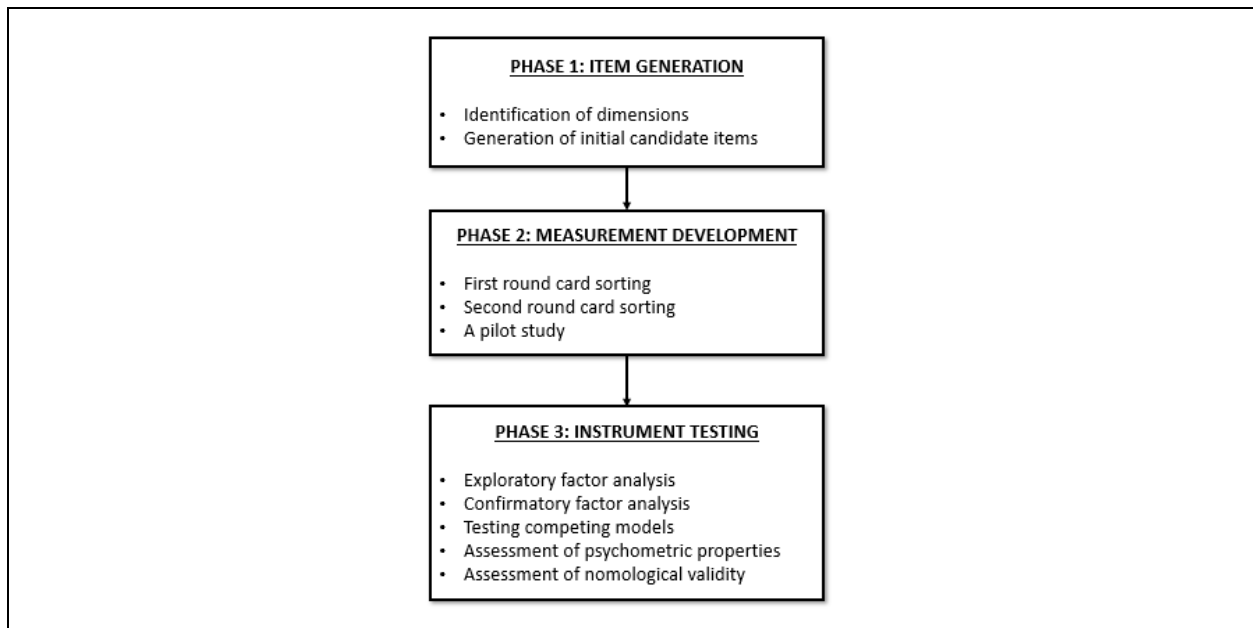 PHASE 1: ITEM GENERATION
• Identification of dimensions
• Generation of initial candidate items
PHASE 2: MEASUREMENT DEVELOPMENT
• First round card sorting
• Second round card sorting
• A pilot study
PHASE 3: INSTRUMENT TESTING
• Exploratory factor analysis
• Confirmatory factor analysis
• Testing competing models
• Assessment of psychometric properties
• Assessment of nomological validity